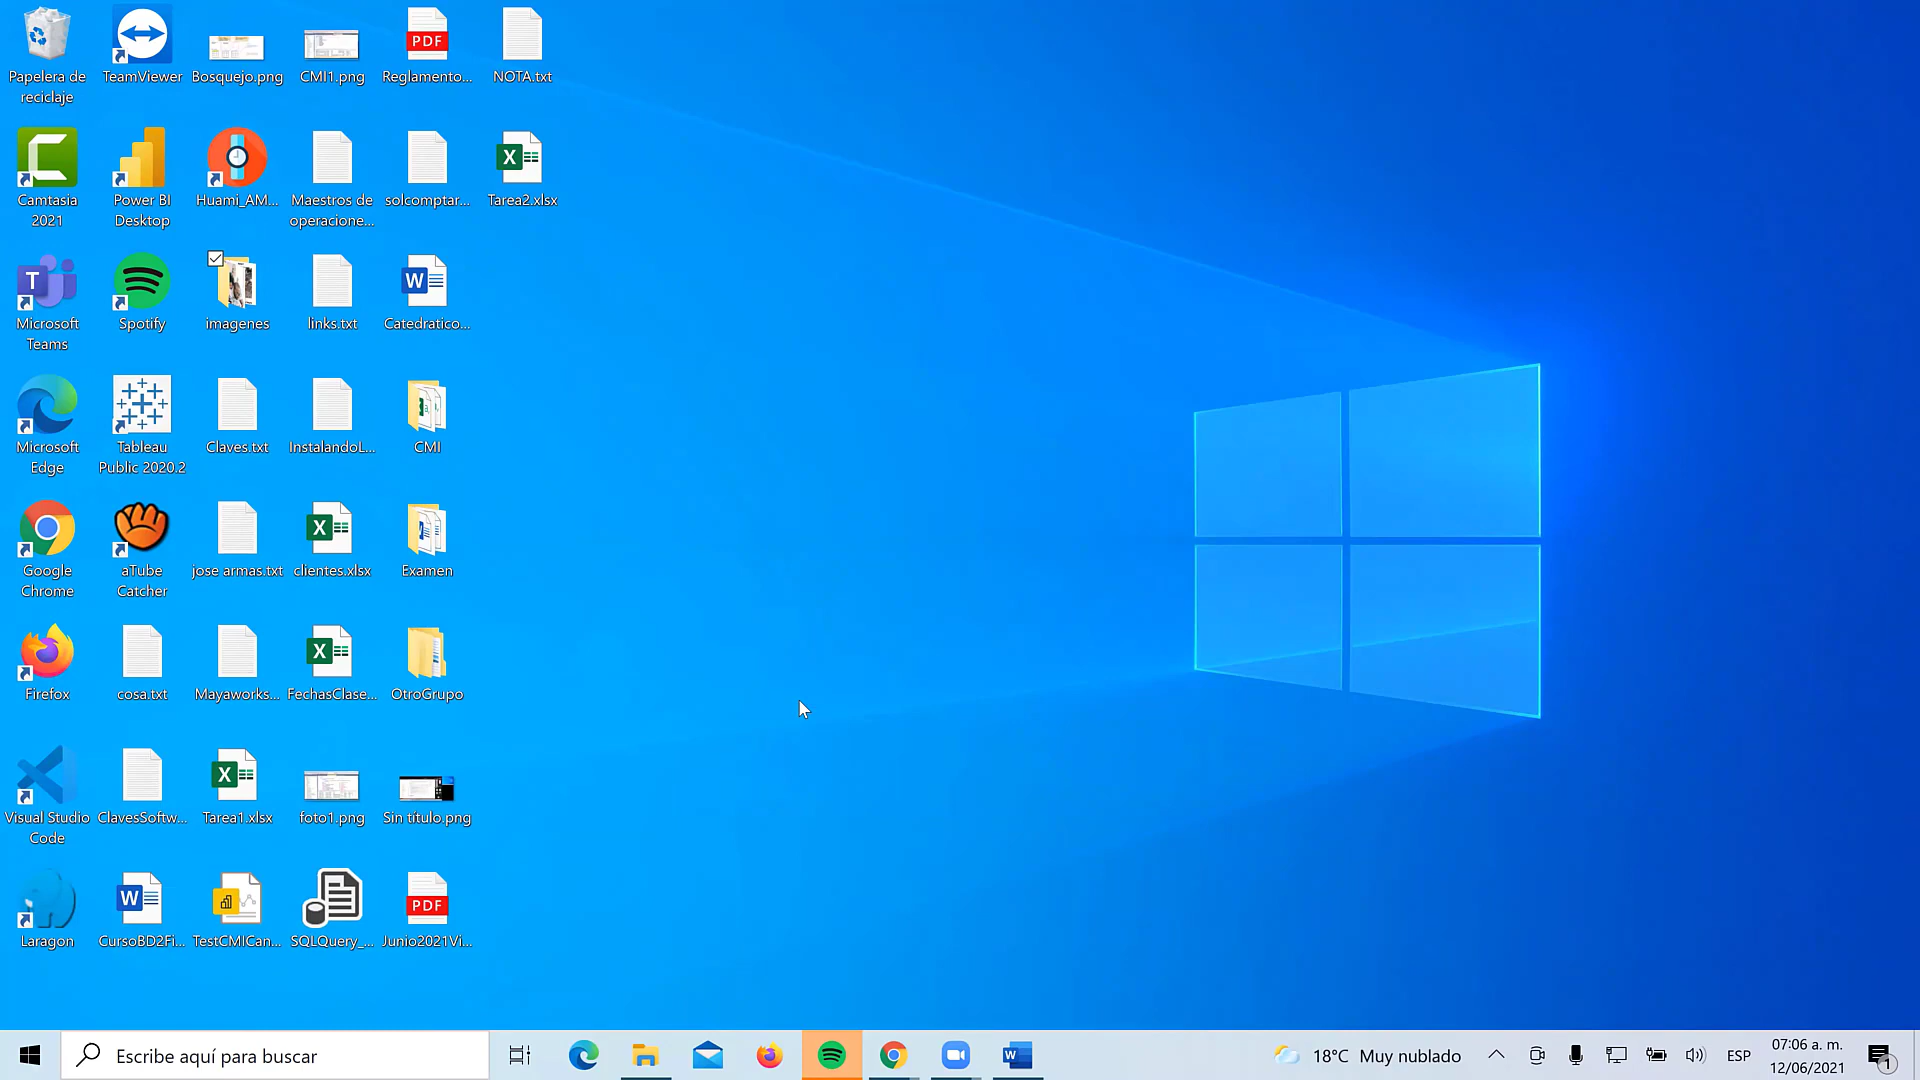 Papelera de
reciclaje
TeamViewer
Bosquejo.png
CMI1.png
Reglamento...
NOTA.txt
PDF
Camtasia
2021
Power BI
Desktop
Huami_AM...
Maestros de
operacione...
solcomptar...
Tarea2.xlsx
Microsoft
Teams
Spotify
imagenes
links.txt
Catedratico...
Microsoft
Edge
Tableau
Public 2020.2
Claves.txt
InstalandoL...
CMI
Google
Chrome
aTube
Catcher
jose armas.txt
clientes.xlsx
Examen
Firefox
cosa.txt
Mayaworks...
FechasClase...
OtroGrupo
Visual Studio
Code
ClavesSoftw...
Tarea1.xlsx
foto1.png
Sin título.png
Laragon
CursoBD2Fi...
TestCMICan...
SQLQuery_...
PDF
Junio2021Vi...
Escribe aquí para buscar
18°C Muy nublado
ESP
07:06 a. m.
12/06/2021
1